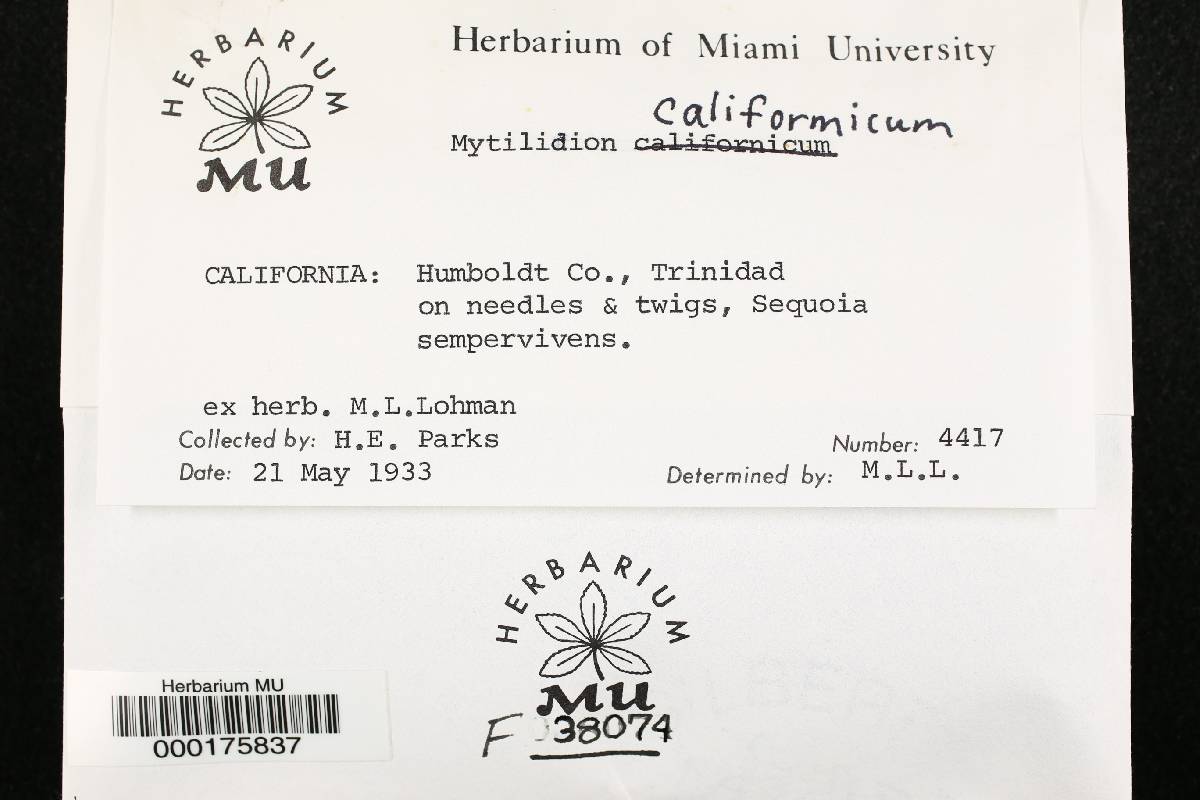 HERBARIUM
MU
Herbarium of Miami University
califormicum
Mytilidion californicum
CALIFORNIA: Humboldt Co., Trinidad
on needles & twigs, Sequoia
sempervivens.
ex herb. M.L.Lohman
Collected by: H.E. Parks
Number: 4417
Date: 21 May 1933
Determined by: M.L.L.
HERBARIUM
MU
F 38074
Herbarium MU
000175837